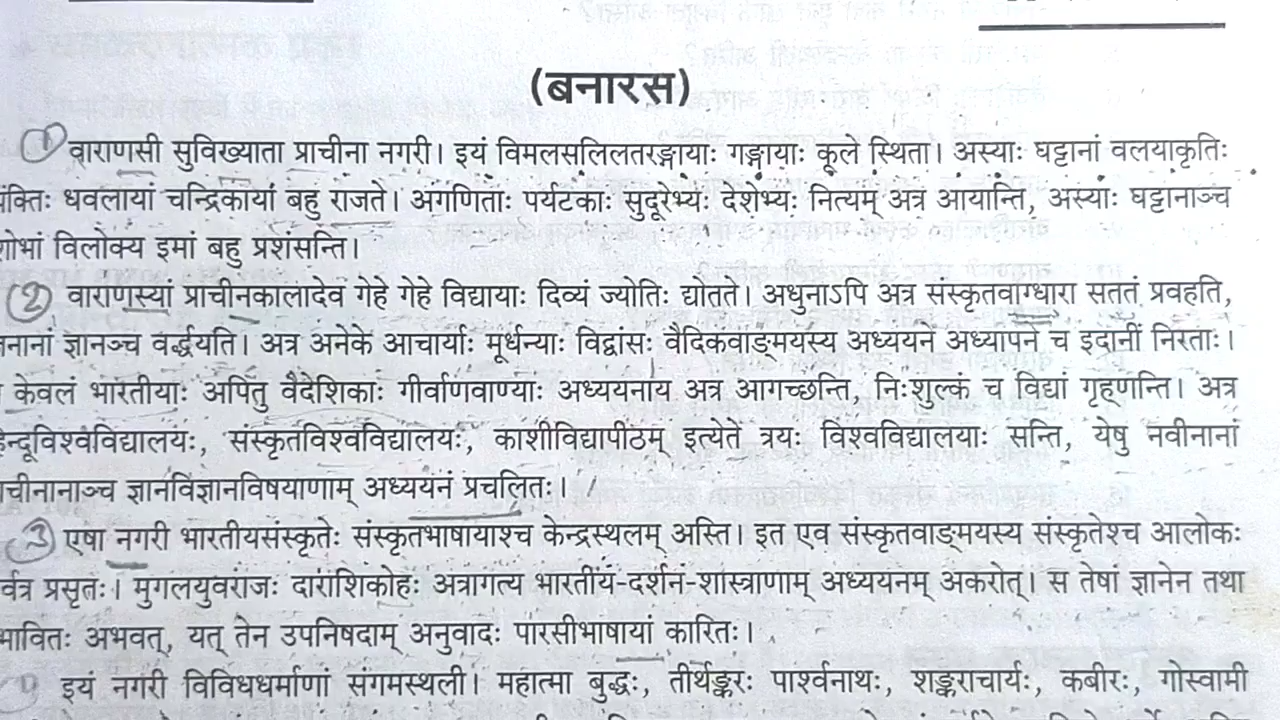 (बनारस)
① वाराणसी सुविख्याता प्राचीना नगरी। इयं विमलसलिलतरङ्गायाः गङ्गायाः कूले स्थिता। अस्याः घट्टानां वलयाकृतिः
ंक्तिः धवलायां चन्द्रिकायां बहु राजते। अगणिताः पर्यटकाः सुदूरेभ्यः देशेभ्यः नित्यम् अत्र आयान्ति, अस्याः घट्टानाञ्च
शोभां विलोक्य इमां बहु प्रशंसन्ति।
② वाराणस्यां प्राचीनकालादेव गेहे गेहे विद्यायाः दिव्यं ज्योतिः द्योतते। अधुनाऽपि अत्र संस्कृतवाग्धारा सततं प्रवहति,
जनानां ज्ञानञ्च वर्द्धयति। अत्र अनेके आचार्याः मूर्धन्याः विद्वांसः वैदिकवाङ्मयस्य अध्ययने अध्यापने च इदानीं निरताः।
केवलं भारतीयाः अपितु वैदेशिकाः गीर्वाणवाण्याः अध्ययनाय अत्र आगच्छन्ति, निःशुल्कं च विद्यां गृहणन्ति। अत्र
हिन्दूविश्वविद्यालयः, संस्कृतविश्वविद्यालयः, काशीविद्यापीठम् इत्येते त्रयः विश्वविद्यालयाः सन्ति, येषु नवीनानां
चीनानाञ्च ज्ञानविज्ञानविषयाणाम् अध्ययनं प्रचलितः।
③ एषा नगरी भारतीयसंस्कृतेः संस्कृतभाषायाश्च केन्द्रस्थलम् अस्ति। इत एव संस्कृतवाङ्मयस्य संस्कृतेश्च आलोकः
र्वत्र प्रसृतः। मुगलयुवराजः दाराशिकोहः अत्रागत्य भारतीय-दर्शन-शास्त्राणाम् अध्ययनम् अकरोत्। स तेषां ज्ञानेन तथा
भावितः अभवत्, यत् तेन उपनिषदाम् अनुवादः पारसीभाषायां कारितः।
इयं नगरी विविधधर्माणां संगमस्थली। महात्मा बुद्धः, तीर्थङ्करः पार्श्वनाथः, शङ्कराचार्यः, कबीरः, गोस्वामी